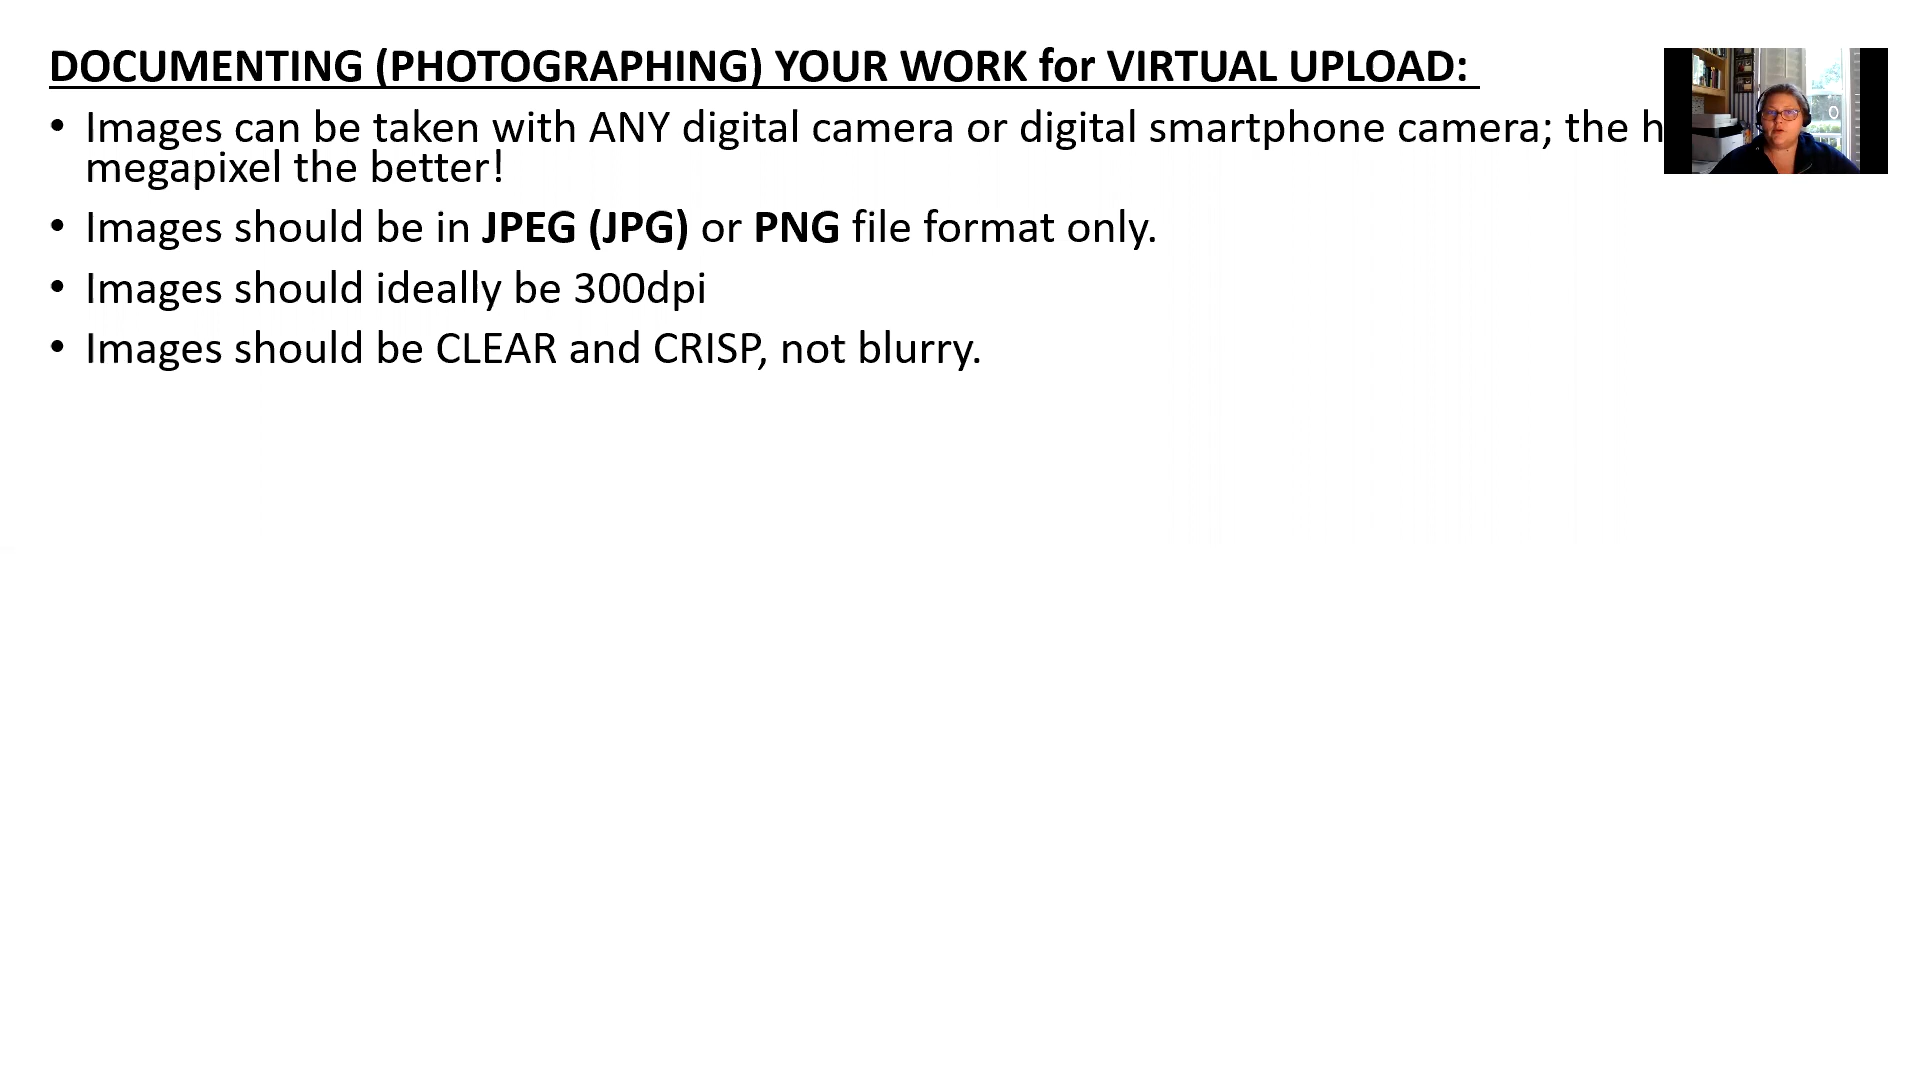 DOCUMENTING (PHOTOGRAPHING) YOUR WORK for VIRTUAL UPLOAD:
• Images can be taken with ANY digital camera or digital smartphone camera; the
megapixel the better!
• Images should be in JPEG (JPG) or PNG file format only.
• Images should ideally be 300dpi
• Images should be CLEAR and CRISP, not blurry.